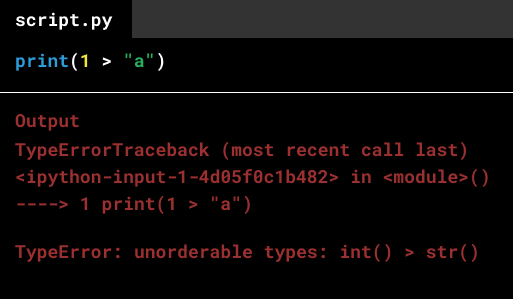 script.py
print(1 > "a")
Output
TypeErrorTraceback (most recent call last)
<ipython-input-1-4d05f0c1b482> in <module>()
----> 1 print(1 > "a")
TypeError: unorderable types: int() > str()